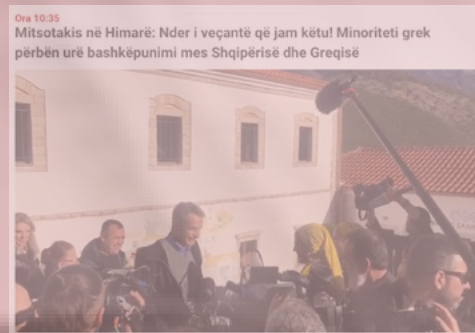 Ora 10:35
Mitsotakis në Himarë: Nder i veçantë që jam këtu! Minoriteti grek
përbën urë bashkëpunimi mes Shqipërisë dhe Greqisë